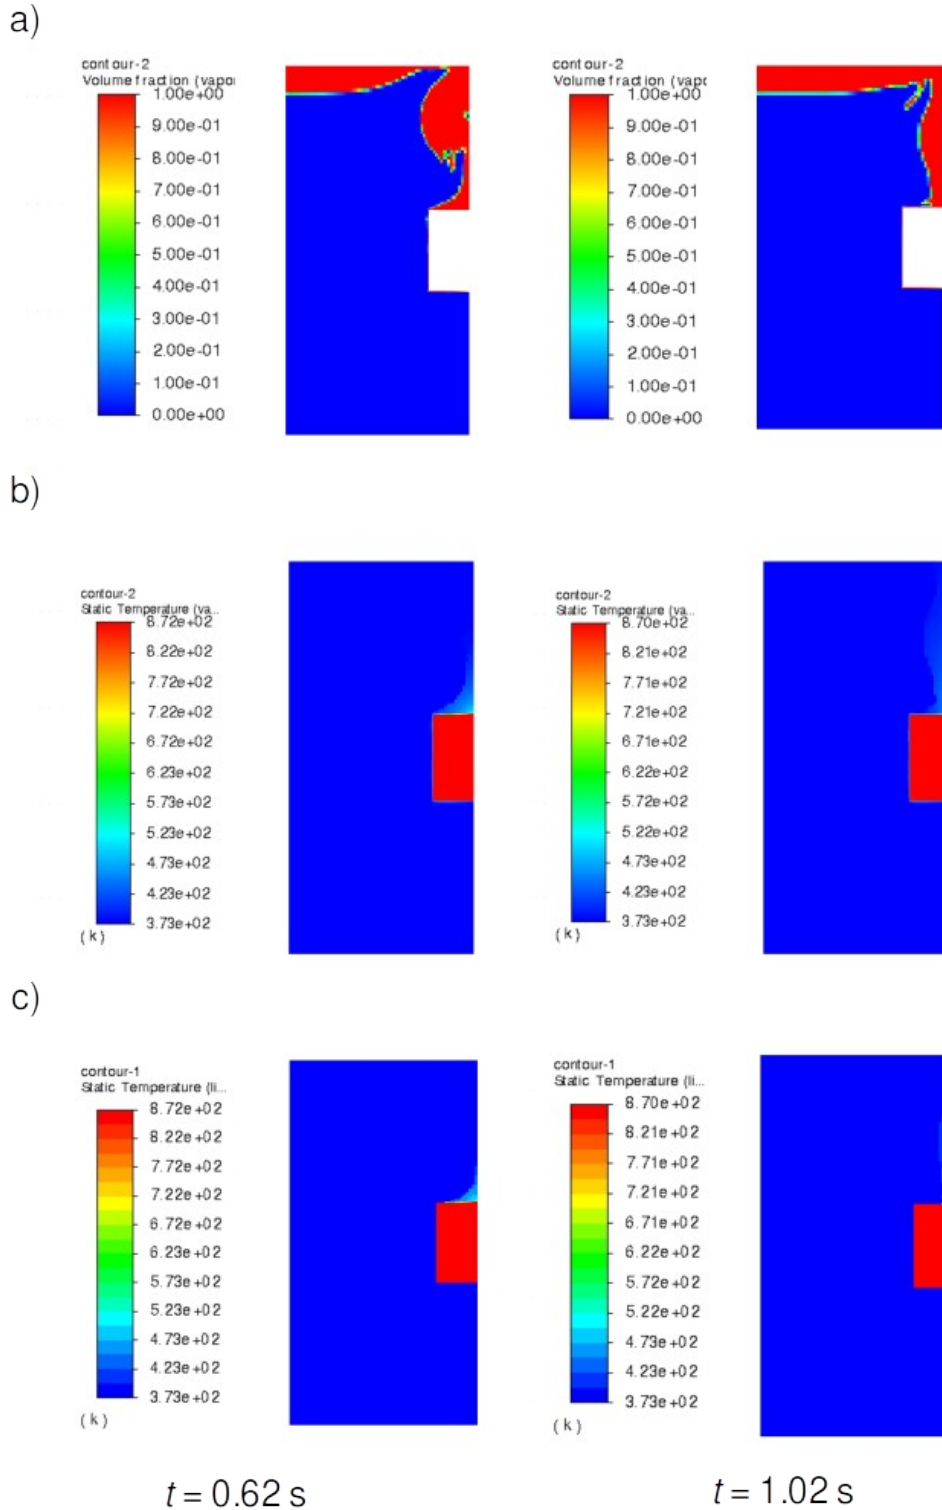 a)
contour-2
Volume fraction (vapor
1.00e+00
9.00e-01
8.00e-01
7.00e-01
6.00e-01
5.00e-01
4.00e-01
3.00e-01
2.00e-01
1.00e-01
0.00e+00
contour-2
Volume fraction (vapc
1.00e+00
9.00e-01
8.00e-01
7.00e-01
6.00e-01
5.00e-01
4.00e-01
3.00e-01
2.00e-01
1.00e-01
0.00e+00
b)
contour-2
Static Temperature (va...
8.72e+02
8.22e+02
7.72e+02
7.22e+02
6.72e+02
6.23e+02
5.73e+02
5.23e+02
4.73e+02
4.23e+02
3.73e+02
(k)
contour-2
Static Temperature (va...
8.70e+02
8.21e+02
7.71e+02
7.21e+02
6.71e+02
6.22e+02
5.72e+02
5.22e+02
4.73e+02
4.23e+02
3.73e+02
(k)
c)
contour-1
Static Temperature (li...
8.72e+02
8.22e+02
7.72e+02
7.22e+02
6.72e+02
6.23e+02
5.73e+02
5.23e+02
4.73e+02
4.23e+02
3.73e+02
(k)
contour-1
Static Temperature (li...
8.70e+02
8.21e+02
7.71e+02
7.21e+02
6.71e+02
6.22e+02
5.72e+02
5.22e+02
4.73e+02
4.23e+02
3.73e+02
(k)
t = 0.62 s
t = 1.02 s